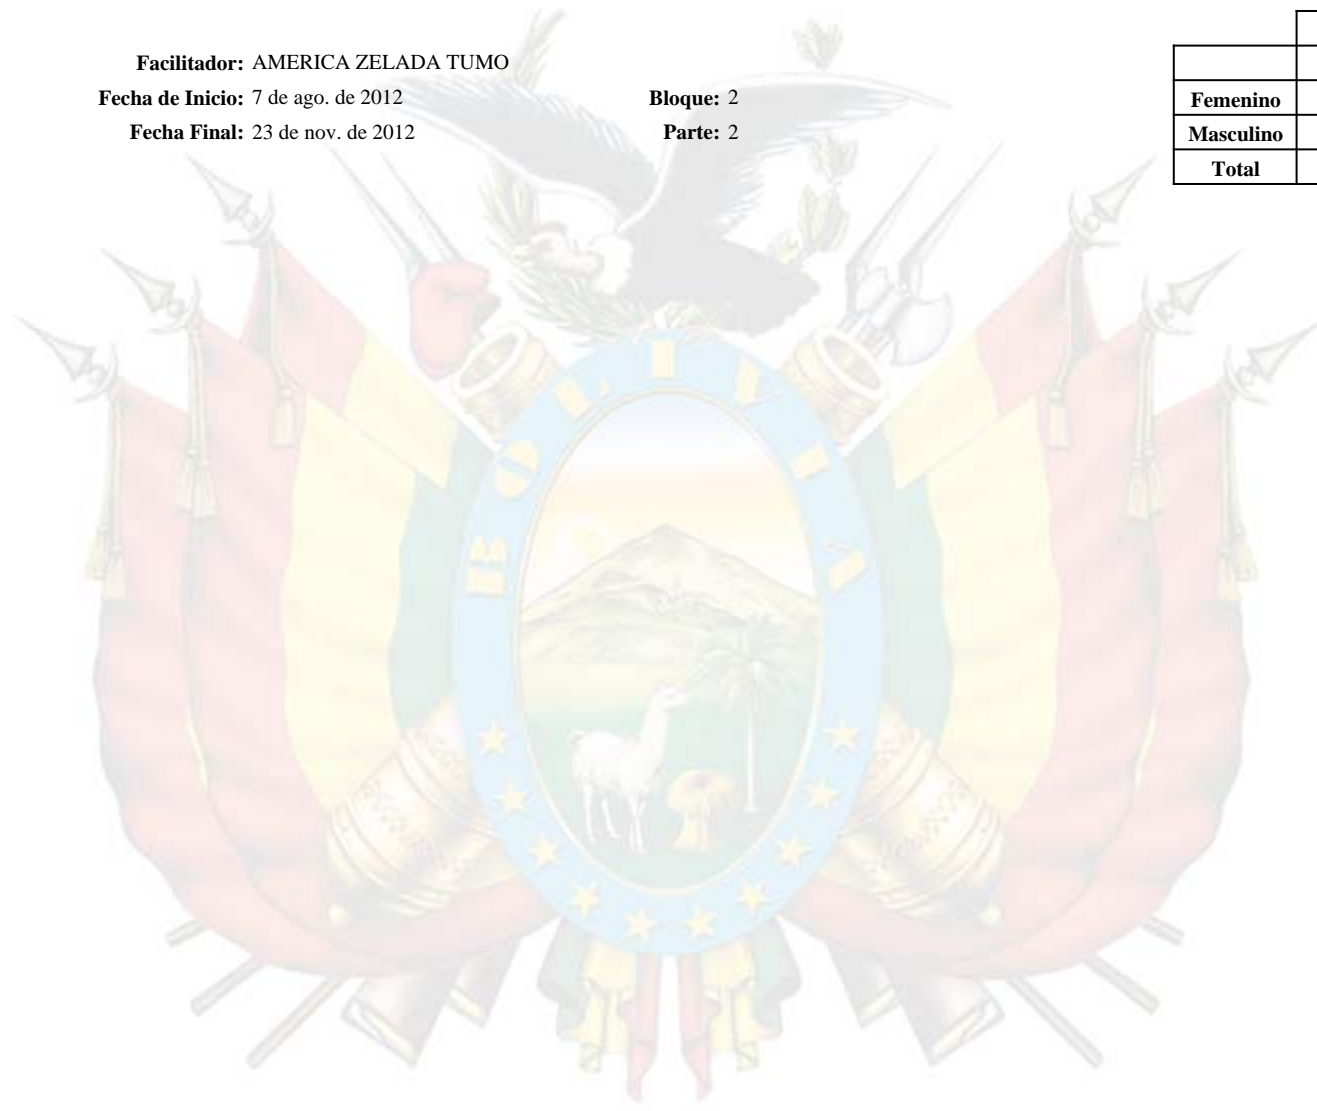 Facilitador: AMERICA ZELADA TUMO
Fecha de Inicio: 7 de ago. de 2012 Bloque: 2
Femenino
Fecha Final: 23 de nov. de 2012 Parte: 2
Masculino
Total
BOLIVIA